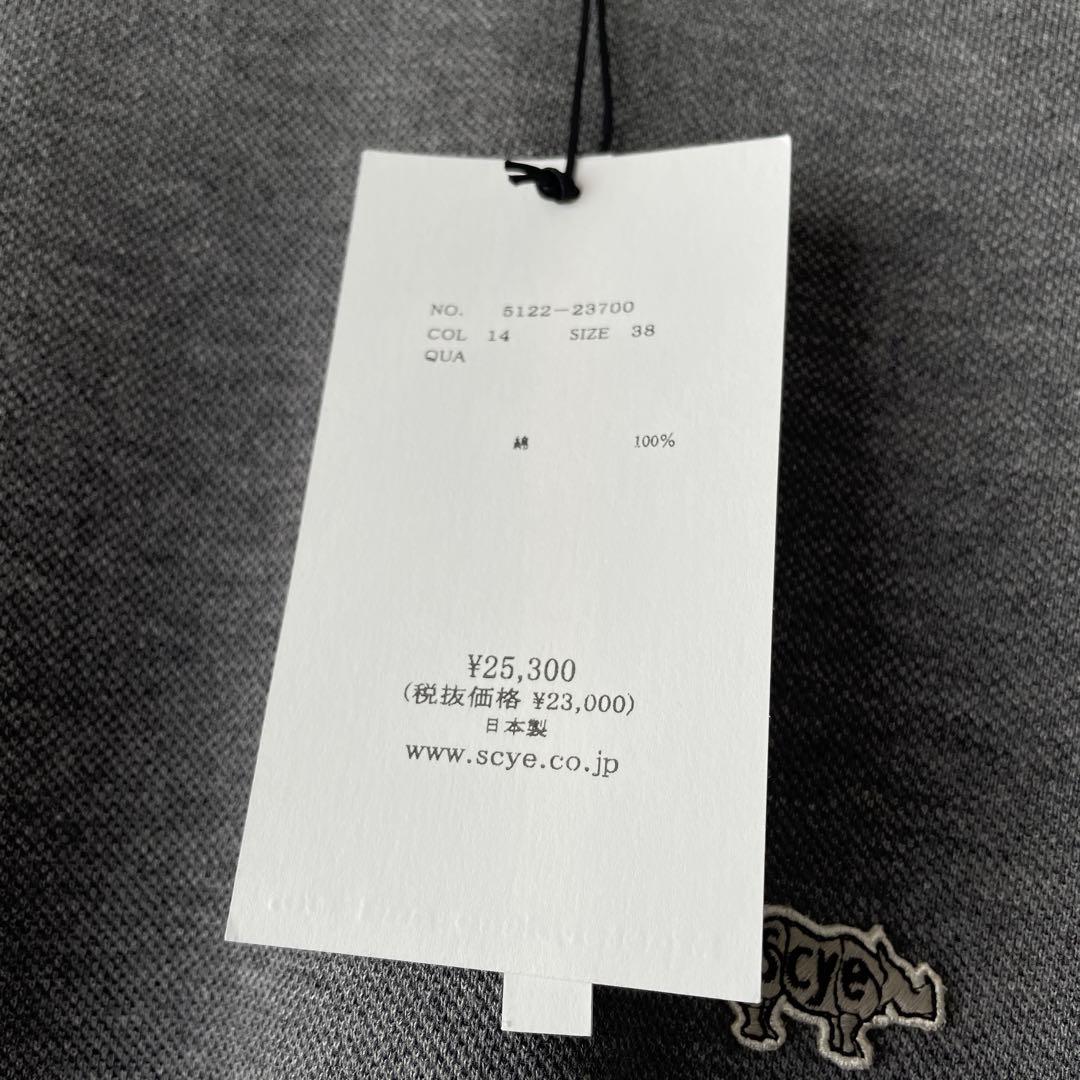 NO. 5122-23700
COL 14 SIZE 38
QUA
綿 100%
¥25,300
(税抜価格 ¥23,000)
日本製
www.scye.co.jp
Scye